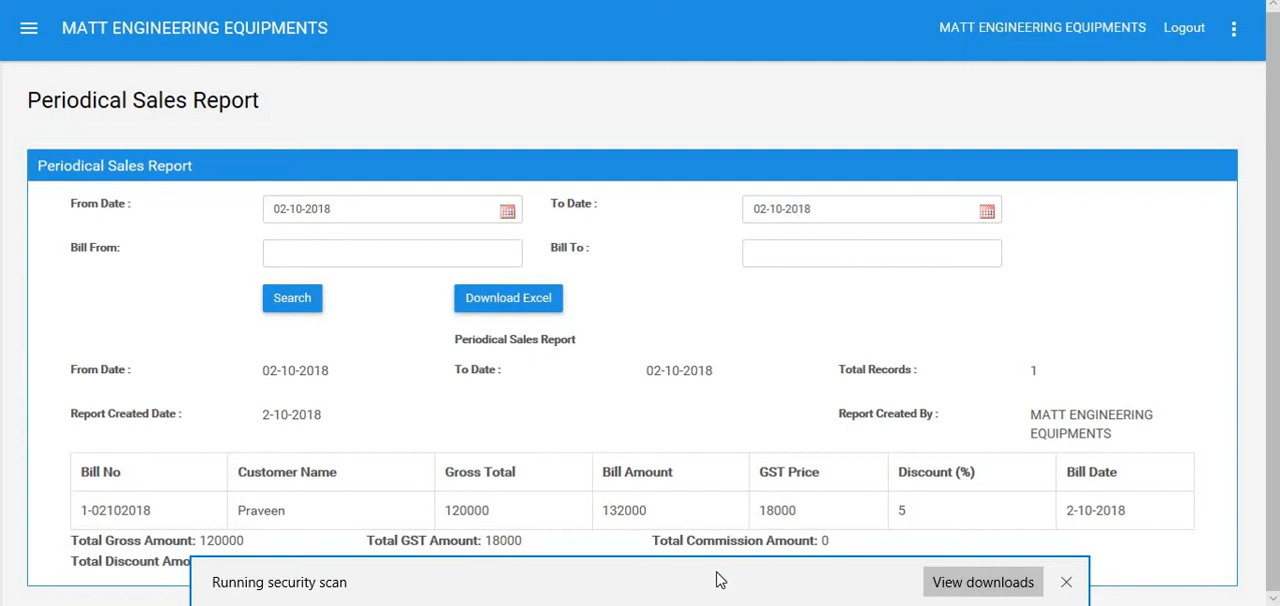 MATT ENGINEERING EQUIPMENTS
MATT ENGINEERING EQUIPMENTS Logout
Periodical Sales Report
Periodical Sales Report
From Date : 02-10-2018 To Date : 02-10-2018
Bill From: Bill To :
Search Download Excel
Periodical Sales Report
From Date : 02-10-2018 To Date : 02-10-2018 Total Records : 1
Report Created Date : 2-10-2018 Report Created By : MATT ENGINEERING
EQUIPMENTS
Bill No Customer Name Gross Total Bill Amount GST Price Discount (%) Bill Date
1-02102018 Praveen 120000 132000 18000 5 2-10-2018
Total Gross Amount: 120000 Total GST Amount: 18000 Total Commission Amount: 0
Total Discount
Running security scan View downloads